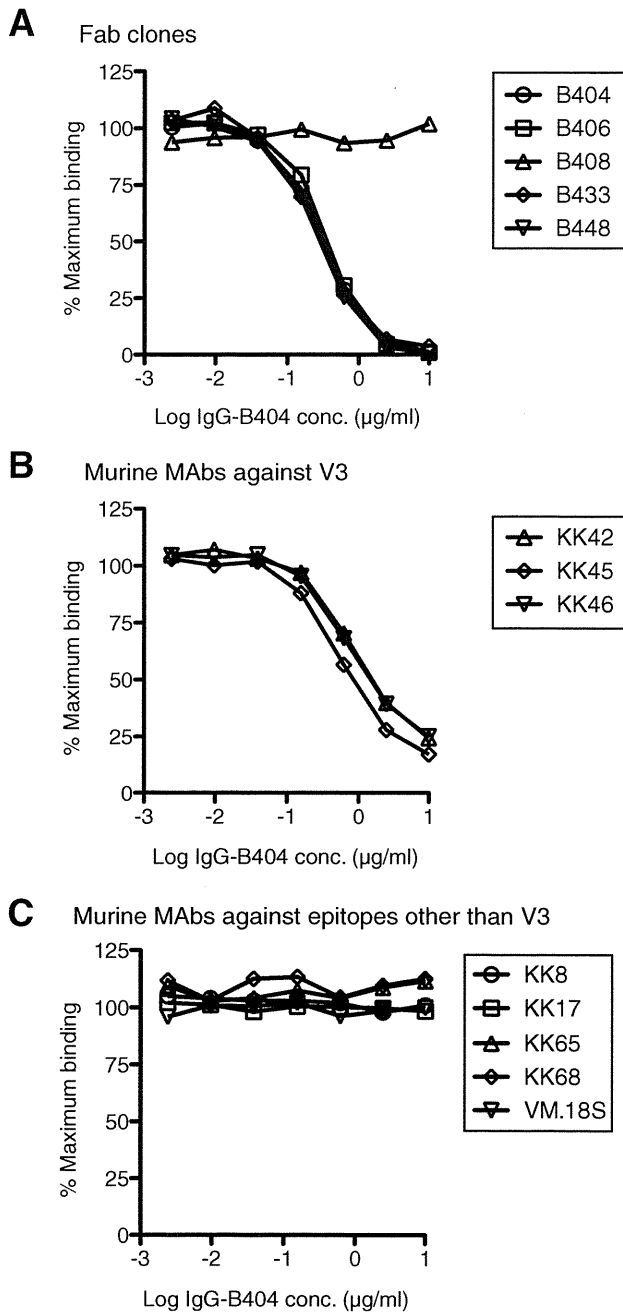 A
Fab clones
125
100
75
50
25
0
% Maximum binding
-3
-2
-1
0
1
Log IgG-B404 conc. (µg/ml)
B404
B406
B408
B433
B448
B
Murine MAbs against V3
125
100
75
50
25
0
% Maximum binding
-3
-2
-1
0
1
Log IgG-B404 conc. (µg/ml)
KK42
KK45
KK46
C
Murine MAbs against epitopes other than V3
125
100
75
50
25
0
% Maximum binding
-3
-2
-1
0
1
Log IgG-B404 conc. (µg/ml)
KK8
KK17
KK65
KK68
VM.18S